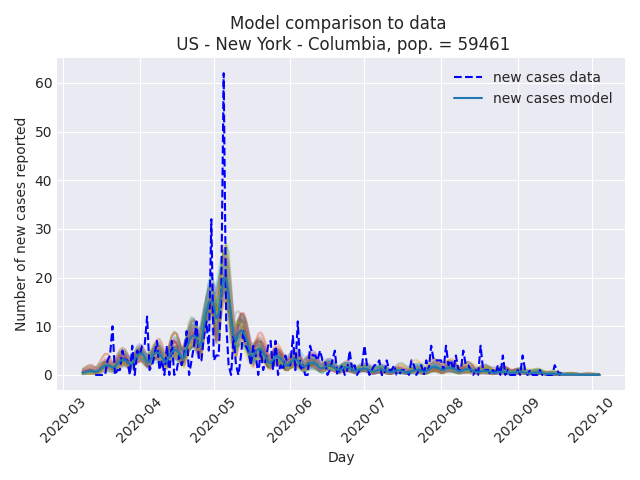 Model comparison to data
US - New York - Columbia, pop. = 59461
new cases data
new cases model
Number of new cases reported
60
50
40
30
20
10
0
2020-03
2020-04
2020-05
2020-06
2020-07
2020-08
2020-09
2020-10
Day